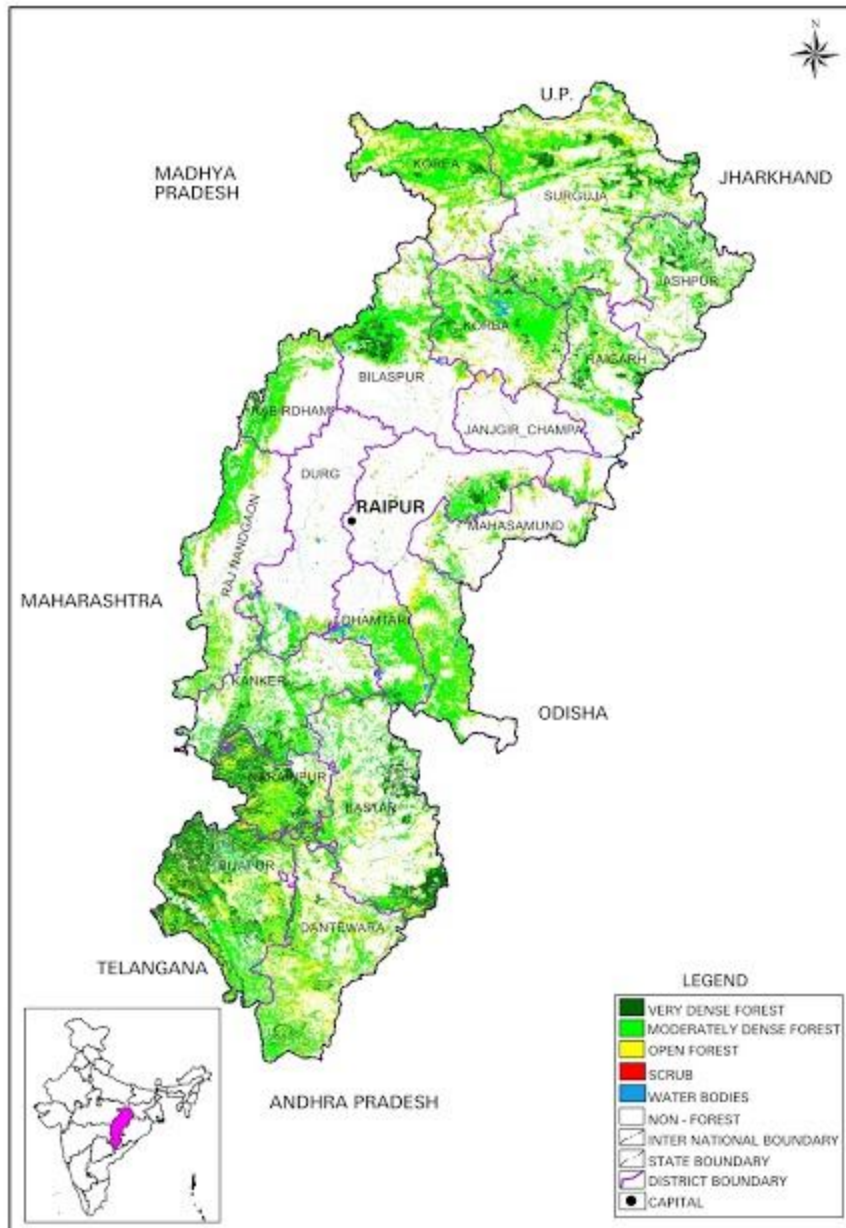 N
U.P.
MADHYA
PRADESH
KOREA
JHARKHAND
SURGUJA
JASHPUR
KORBA
RAIGARH
BILASPUR
KABIRDHAM
JANJGIR_CHAMPA
DURG
RAIPUR
MAHASAMUND
RAJ NANDGAON
MAHARASHTRA
DHAMTARI
KANKER
ODISHA
NARAINPUR
BASTAR
BIJAPUR
DANTEWARA
TELANGANA
ANDHRA PRADESH
LEGEND
VERY DENSE FOREST
MODERATELY DENSE FOREST
OPEN FOREST
SCRUB
WATER BODIES
NON - FOREST
INTER NATIONAL BOUNDARY
STATE BOUNDARY
DISTRICT BOUNDARY
CAPITAL